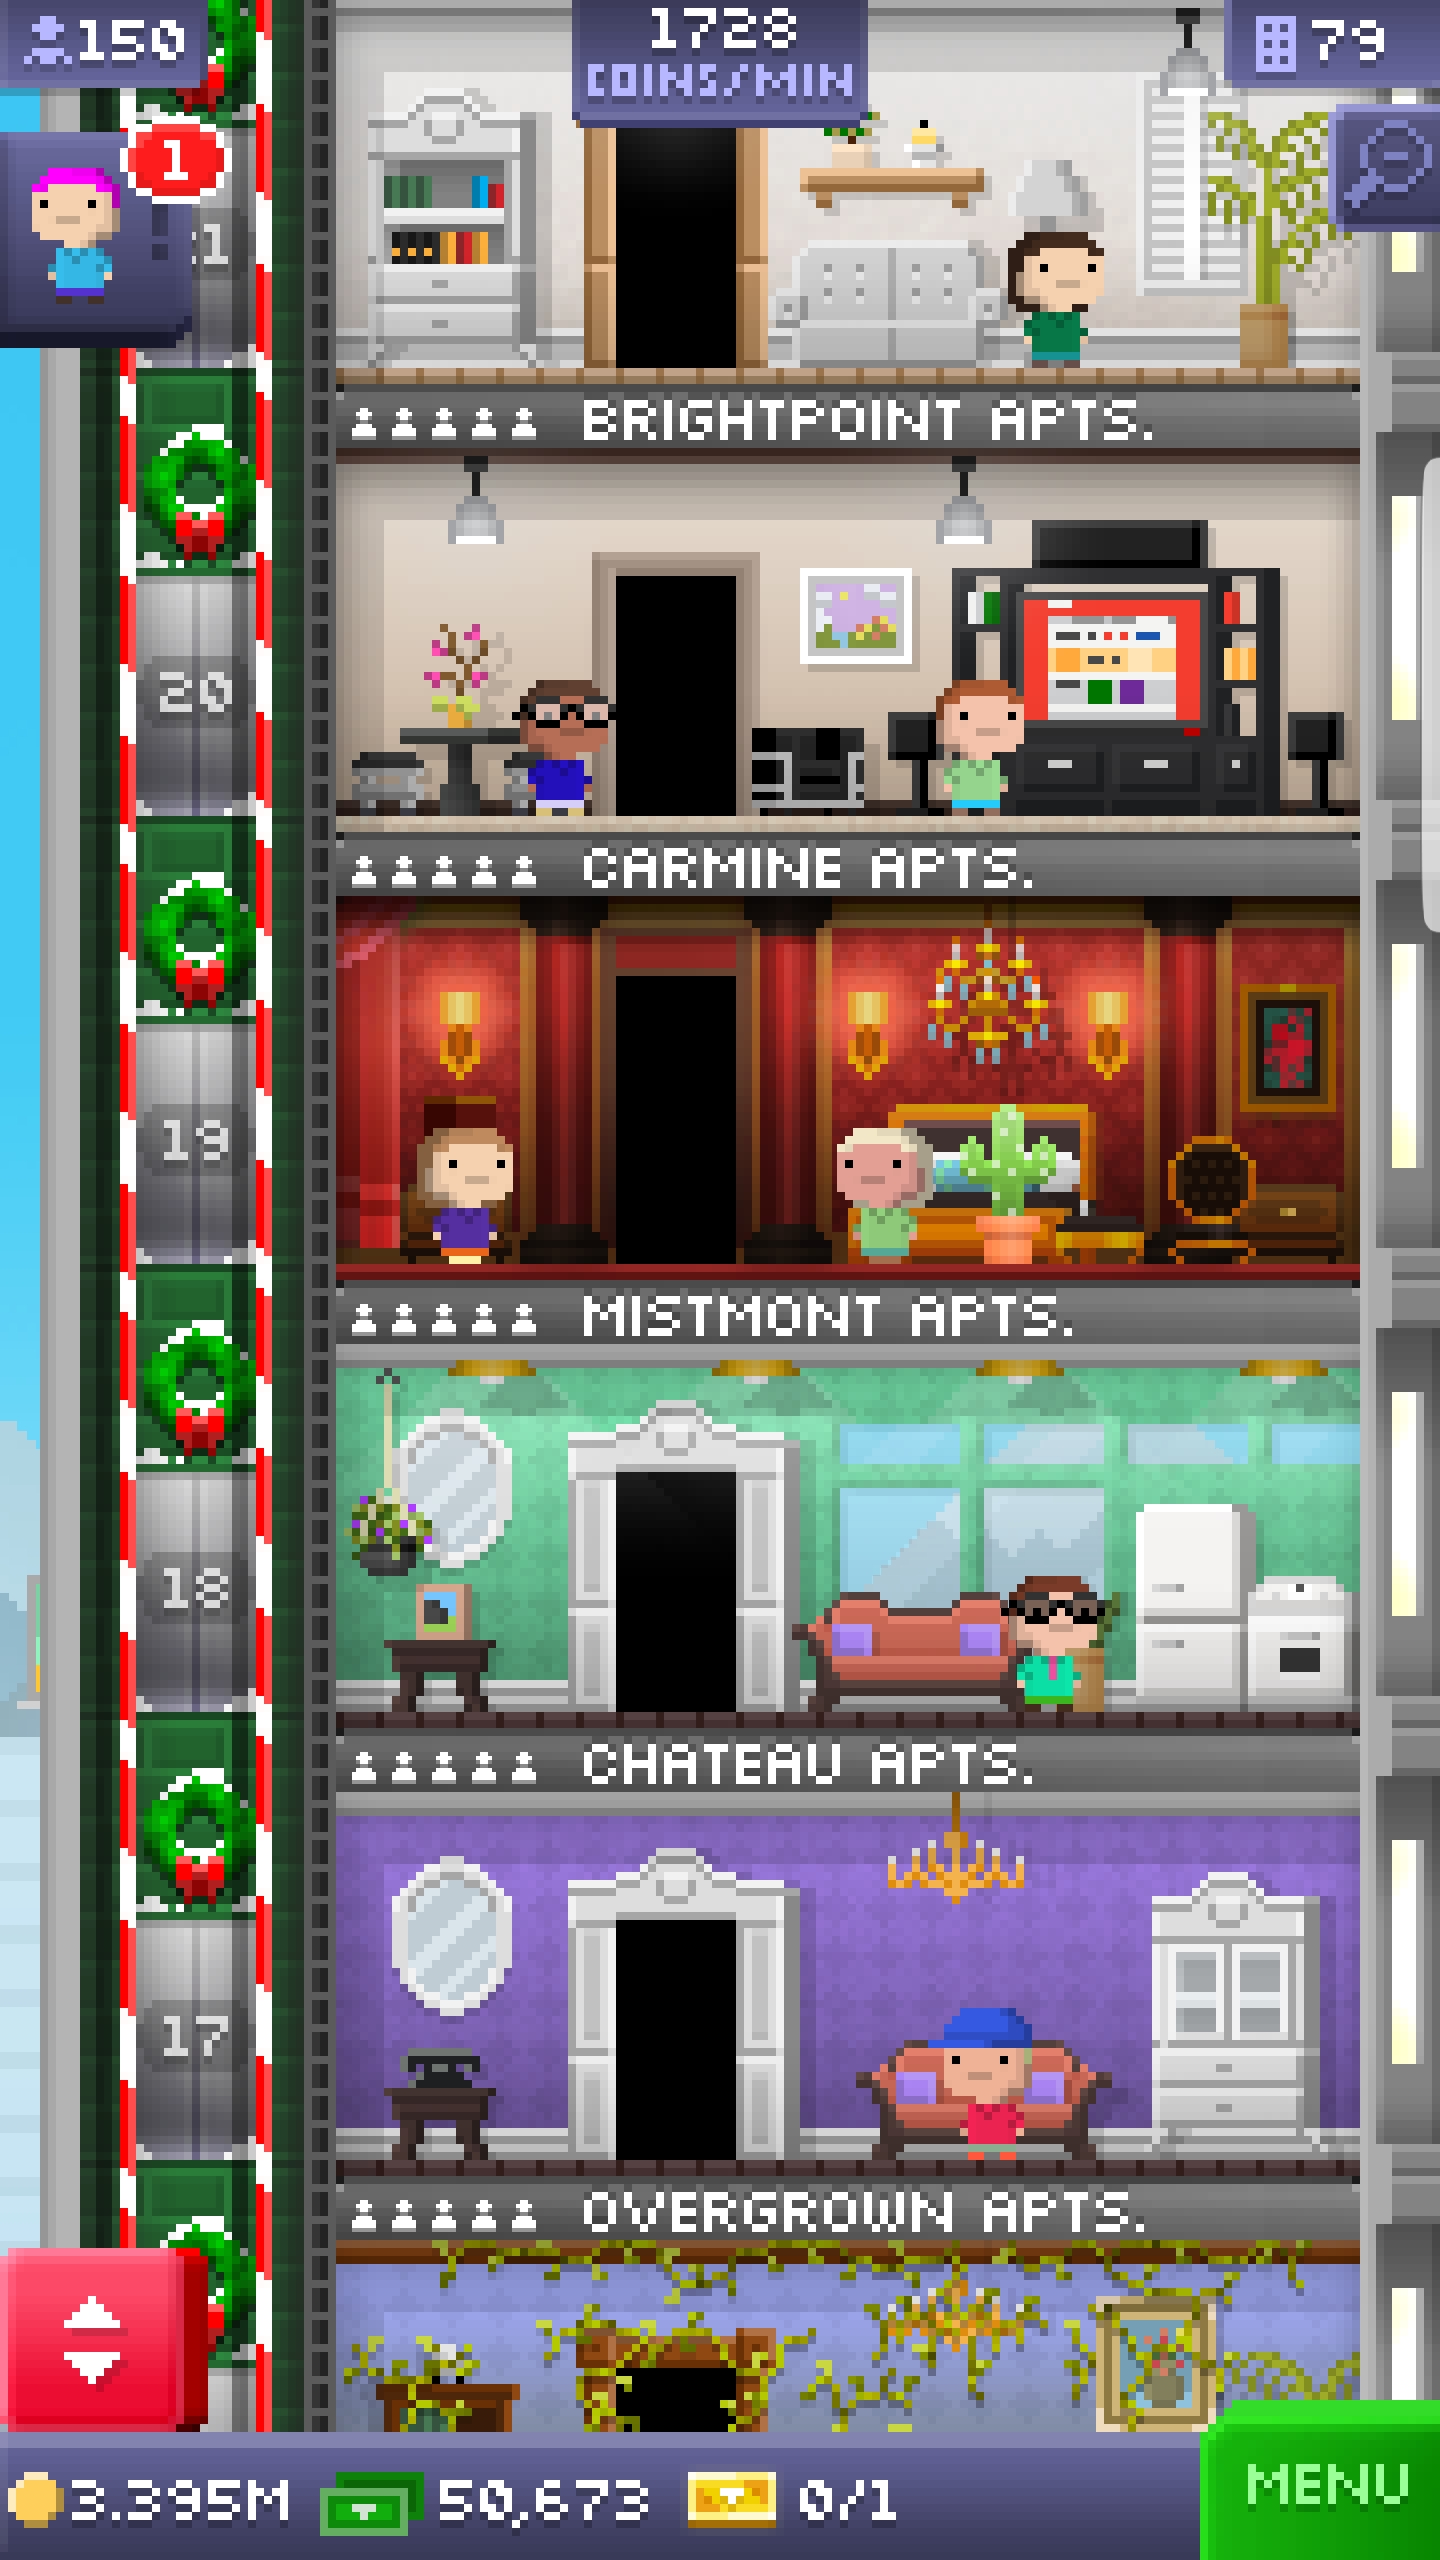 150
1728
COINS/MIN
79
1
21
BRIGHTPOINT APTS.
20
CARMINE APTS.
19
MISTMONT APTS.
18
CHATEAU APTS.
17
OVERGROWN APTS.
3.395M
50,673
0/1
MENU